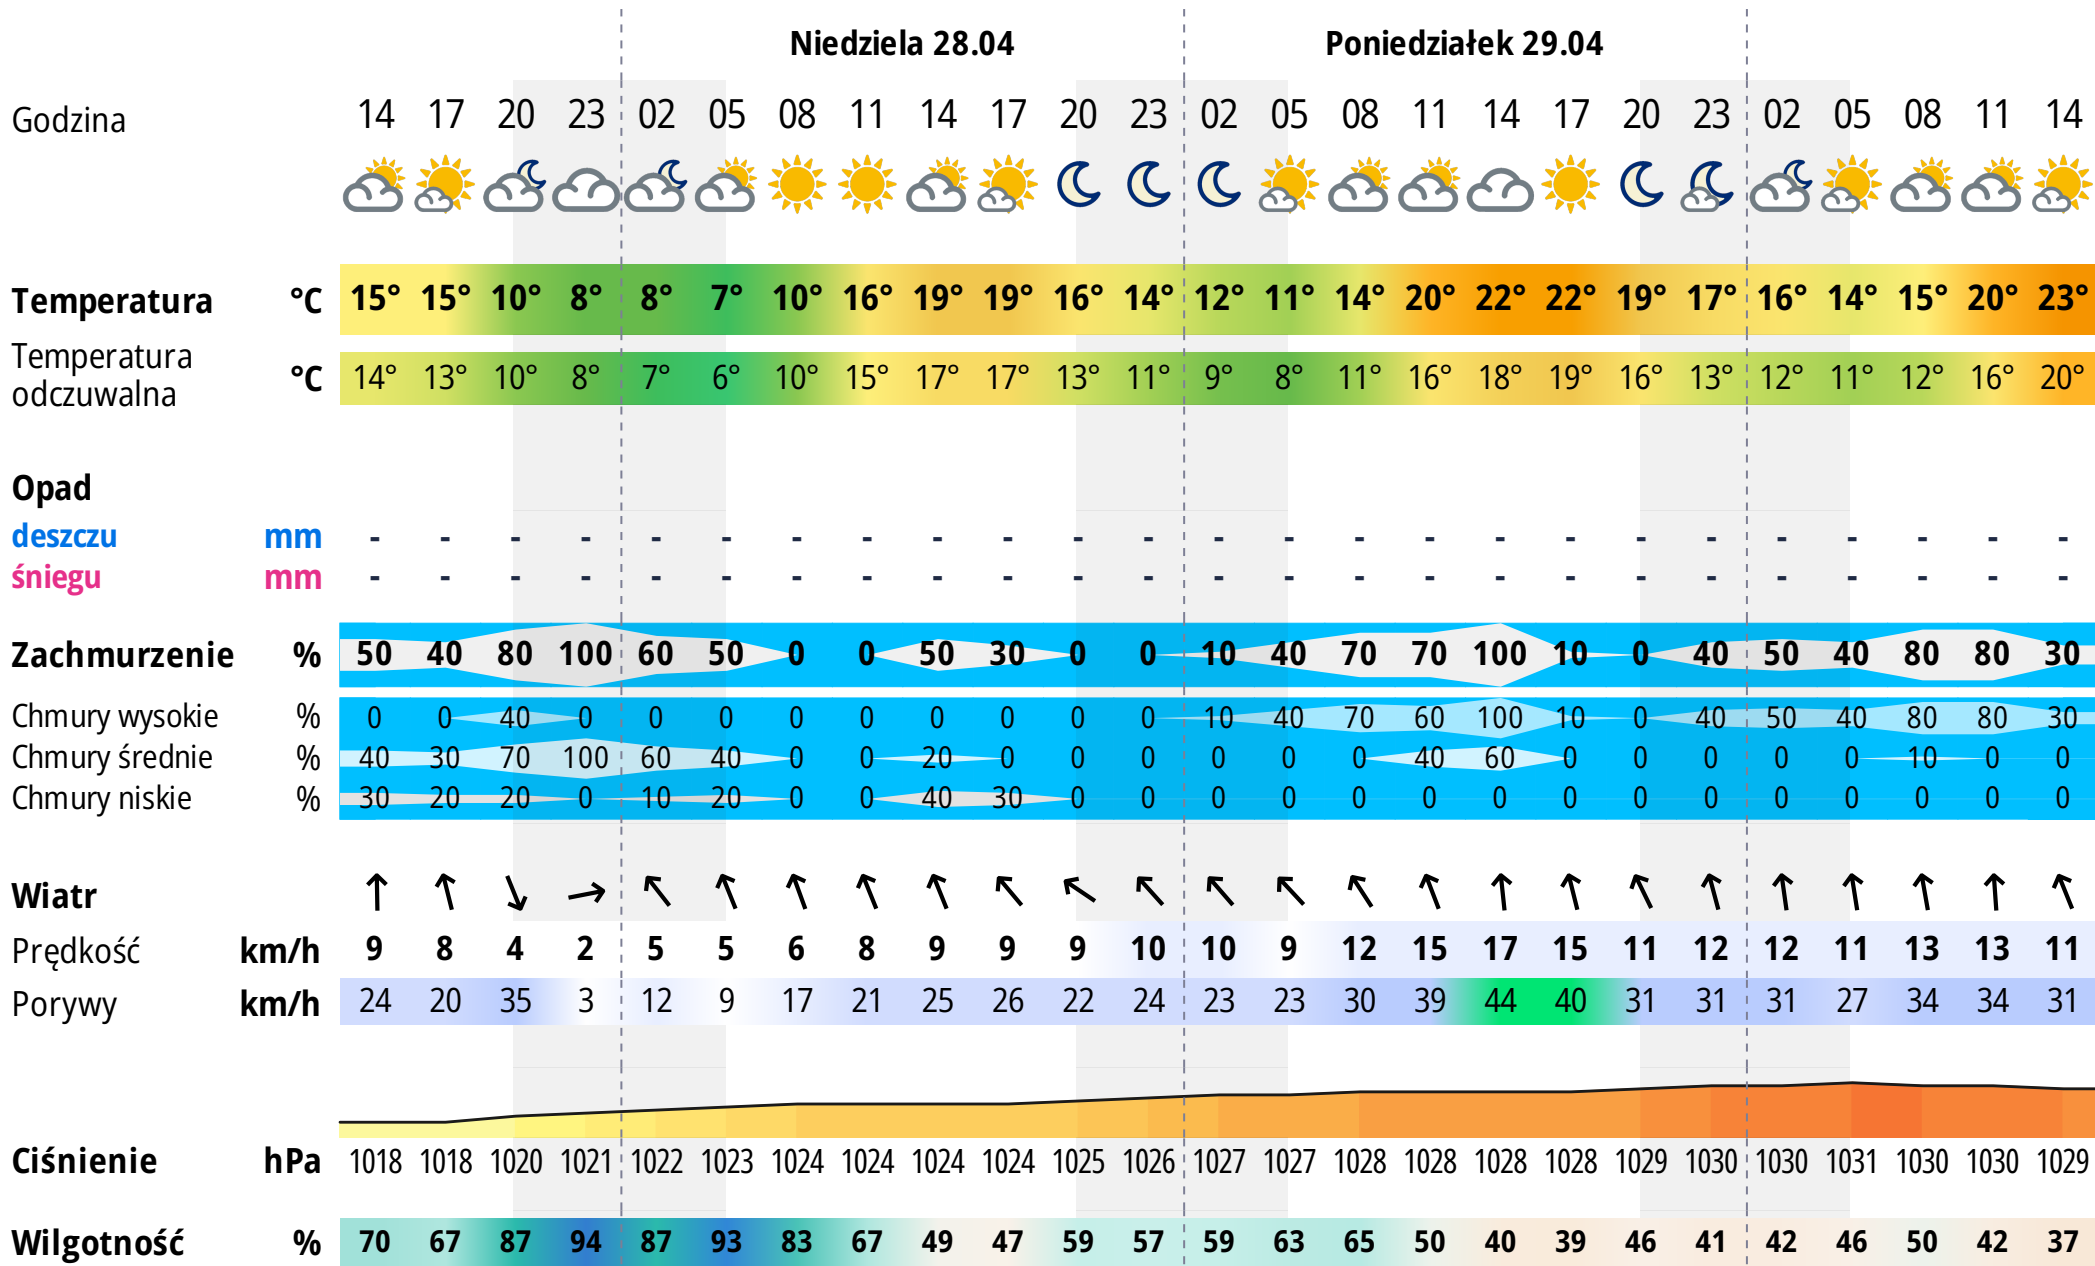 Niedziela 28.04 Poniedziałek 29.04
Godzina 14 17 20 23 02 05 08 11 14 17 20 23 02 05 08 11 14 17 20 23 02 05 08 11 14
Temperatura °C 15° 15° 10° 8° 8° 7° 10° 16° 19° 19° 16° 14° 12° 11° 14° 20° 22° 22° 19° 17° 16° 14° 15° 20° 23°
Temperatura
odczuwalna °C 14° 13° 10° 8° 7° 6° 10° 15° 17° 17° 13° 11° 9° 8° 11° 16° 18° 19° 16° 13° 12° 11° 12° 16° 20°
Opad
deszczu mm - - - - - - - - - - - - - - - - - - - - - - - - -
śniegu mm - - - - - - - - - - - - - - - - - - - - - - - - -
Zachmurzenie % 50 40 80 100 60 50 0 0 50 30 0 0 10 40 70 70 100 10 0 40 50 40 80 80 30
Chmury wysokie % 0 0 40 0 0 0 0 0 0 0 0 0 10 40 70 60 100 10 0 40 50 40 80 80 30
Chmury średnie % 40 30 70 100 60 40 0 0 20 0 0 0 0 0 0 40 60 0 0 0 0 0 10 0 0
Chmury niskie % 30 20 20 0 10 20 0 0 40 30 0 0 0 0 0 0 0 0 0 0 0 0 0 0 0
Wiatr
Prędkość km/h 9 8 4 2 5 5 6 8 9 9 9 10 10 9 12 15 17 15 11 12 12 11 13 13 11
Porywy km/h 24 20 35 3 12 9 17 21 25 26 22 24 23 23 30 39 44 40 31 31 31 27 34 34 31
Ciśnienie hPa 1018 1018 1020 1021 1022 1023 1024 1024 1024 1024 1025 1026 1027 1027 1028 1028 1028 1028 1029 1030 1030 1031 1030 1030 1029
Wilgotność % 70 67 87 94 87 93 83 67 49 47 59 57 59 63 65 50 40 39 46 41 42 46 50 42 37